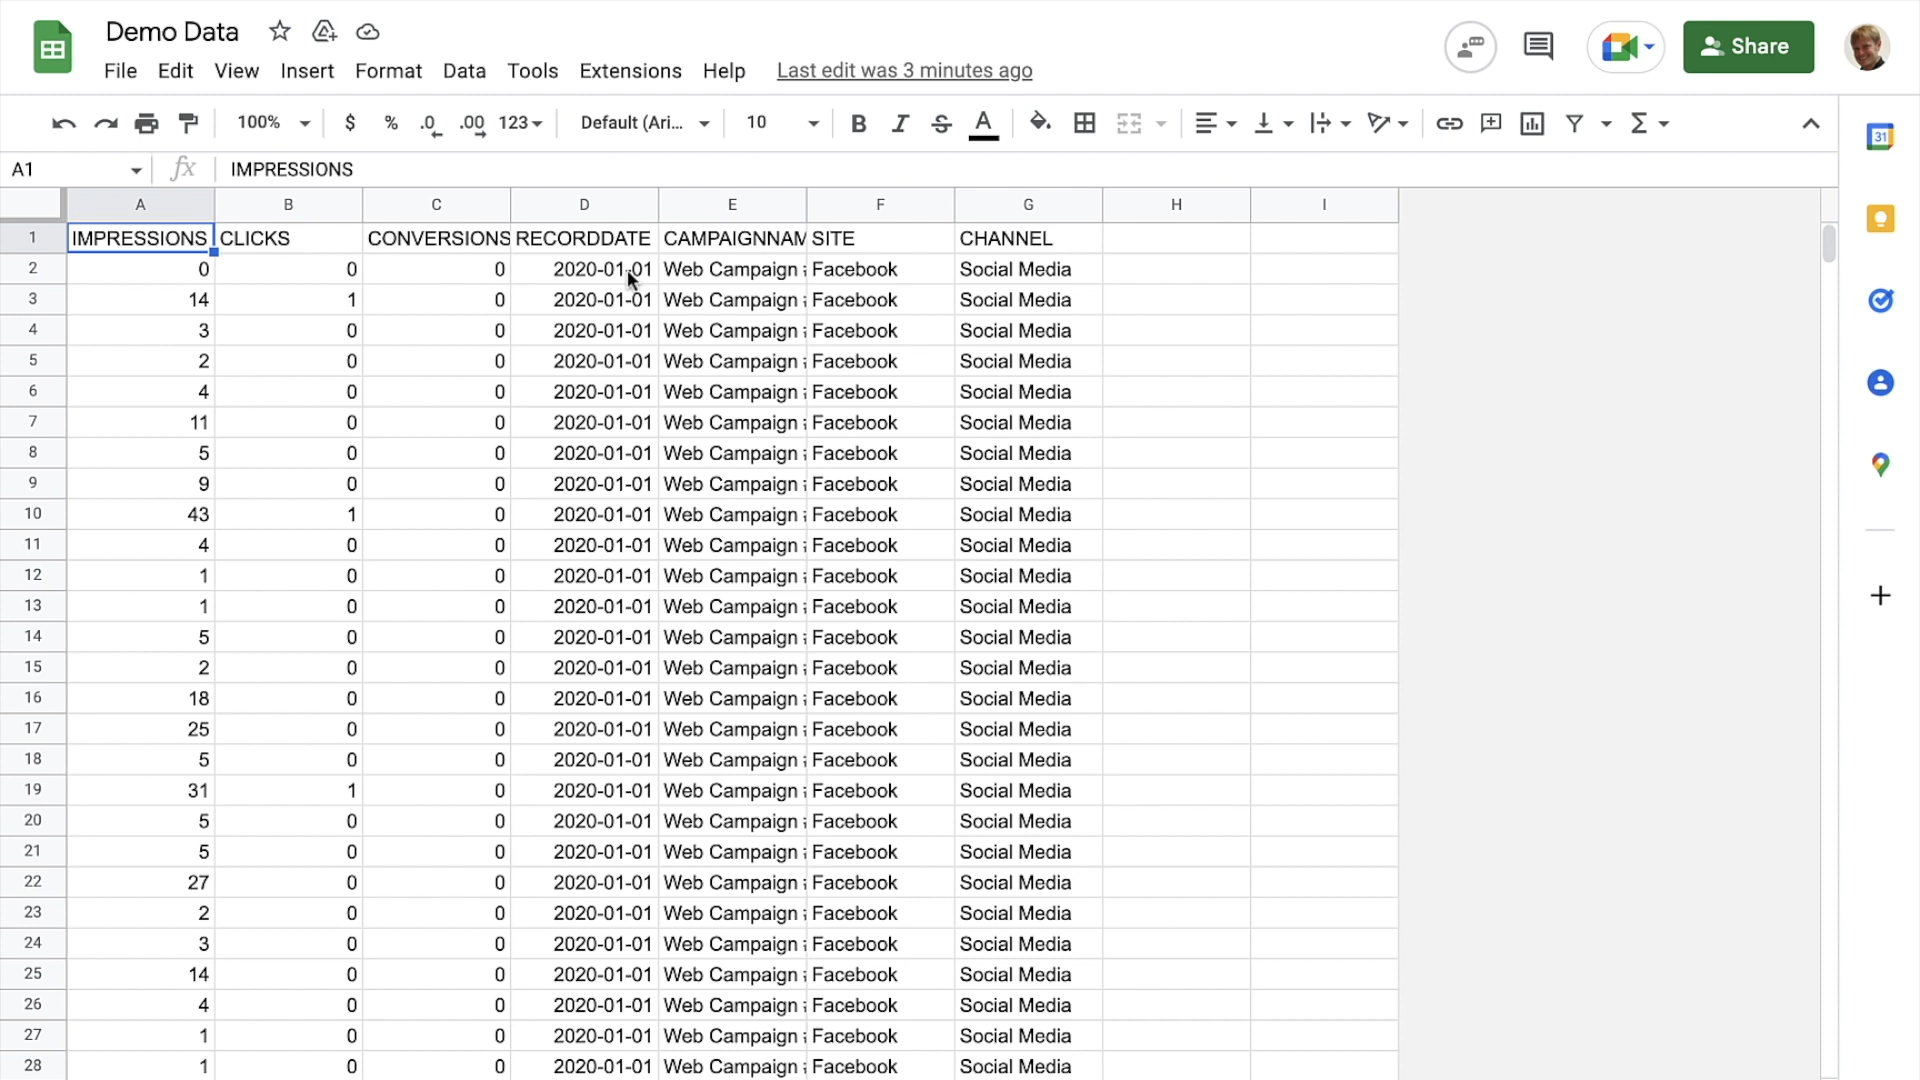 Demo Data
File Edit View Insert Format Data Tools Extensions Help Last edit was 3 minutes ago
Share
100% $ % .0 .00 123 Default (Ari... 10 B I S A
31
A1 fx IMPRESSIONS
A B C D E F G H I
1 IMPRESSIONS CLICKS CONVERSIONS RECORDDATE CAMPAIGNNAM SITE CHANNEL
2 0 0 0 2020-01-01 Web Campaign Facebook Social Media
3 14 1 0 2020-01-01 Web Campaign Facebook Social Media
4 3 0 0 2020-01-01 Web Campaign Facebook Social Media
5 2 0 0 2020-01-01 Web Campaign Facebook Social Media
6 4 0 0 2020-01-01 Web Campaign Facebook Social Media
7 11 0 0 2020-01-01 Web Campaign Facebook Social Media
8 5 0 0 2020-01-01 Web Campaign Facebook Social Media
9 9 0 0 2020-01-01 Web Campaign Facebook Social Media
10 43 1 0 2020-01-01 Web Campaign Facebook Social Media
11 4 0 0 2020-01-01 Web Campaign Facebook Social Media
12 1 0 0 2020-01-01 Web Campaign Facebook Social Media
13 1 0 0 2020-01-01 Web Campaign Facebook Social Media
14 5 0 0 2020-01-01 Web Campaign Facebook Social Media
15 2 0 0 2020-01-01 Web Campaign Facebook Social Media
16 18 0 0 2020-01-01 Web Campaign Facebook Social Media
17 25 0 0 2020-01-01 Web Campaign Facebook Social Media
18 5 0 0 2020-01-01 Web Campaign Facebook Social Media
19 31 1 0 2020-01-01 Web Campaign Facebook Social Media
20 5 0 0 2020-01-01 Web Campaign Facebook Social Media
21 5 0 0 2020-01-01 Web Campaign Facebook Social Media
22 27 0 0 2020-01-01 Web Campaign Facebook Social Media
23 2 0 0 2020-01-01 Web Campaign Facebook Social Media
24 3 0 0 2020-01-01 Web Campaign Facebook Social Media
25 14 0 0 2020-01-01 Web Campaign Facebook Social Media
26 4 0 0 2020-01-01 Web Campaign Facebook Social Media
27 1 0 0 2020-01-01 Web Campaign Facebook Social Media
28 1 0 0 2020-01-01 Web Campaign Facebook Social Media